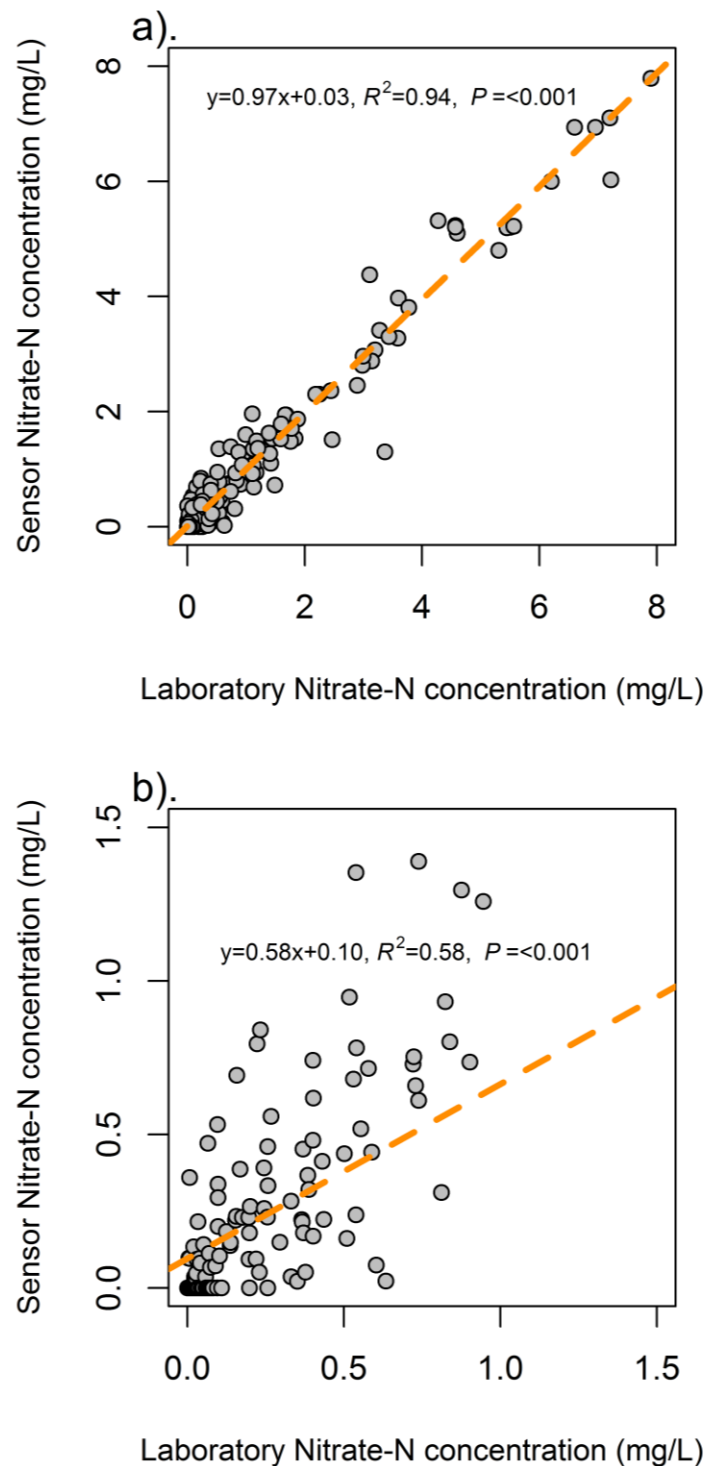 a).
Sensor Nitrate-N concentration (mg/L)
8
6
4
2
0
y=0.97x+0.03, R²=0.94, P=<0.001
0 2 4 6 8
Laboratory Nitrate-N concentration (mg/L)
b).
Sensor Nitrate-N concentration (mg/L)
1.5
1.0
0.5
0.0
y=0.58x+0.10, R²=0.58, P=<0.001
0.0 0.5 1.0 1.5
Laboratory Nitrate-N concentration (mg/L)